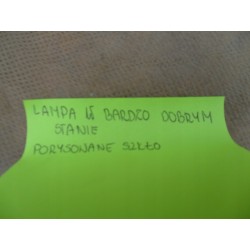 LAMPA W BARDZO DOBRYM
STANIE
PORYSOWANE SZKŁO